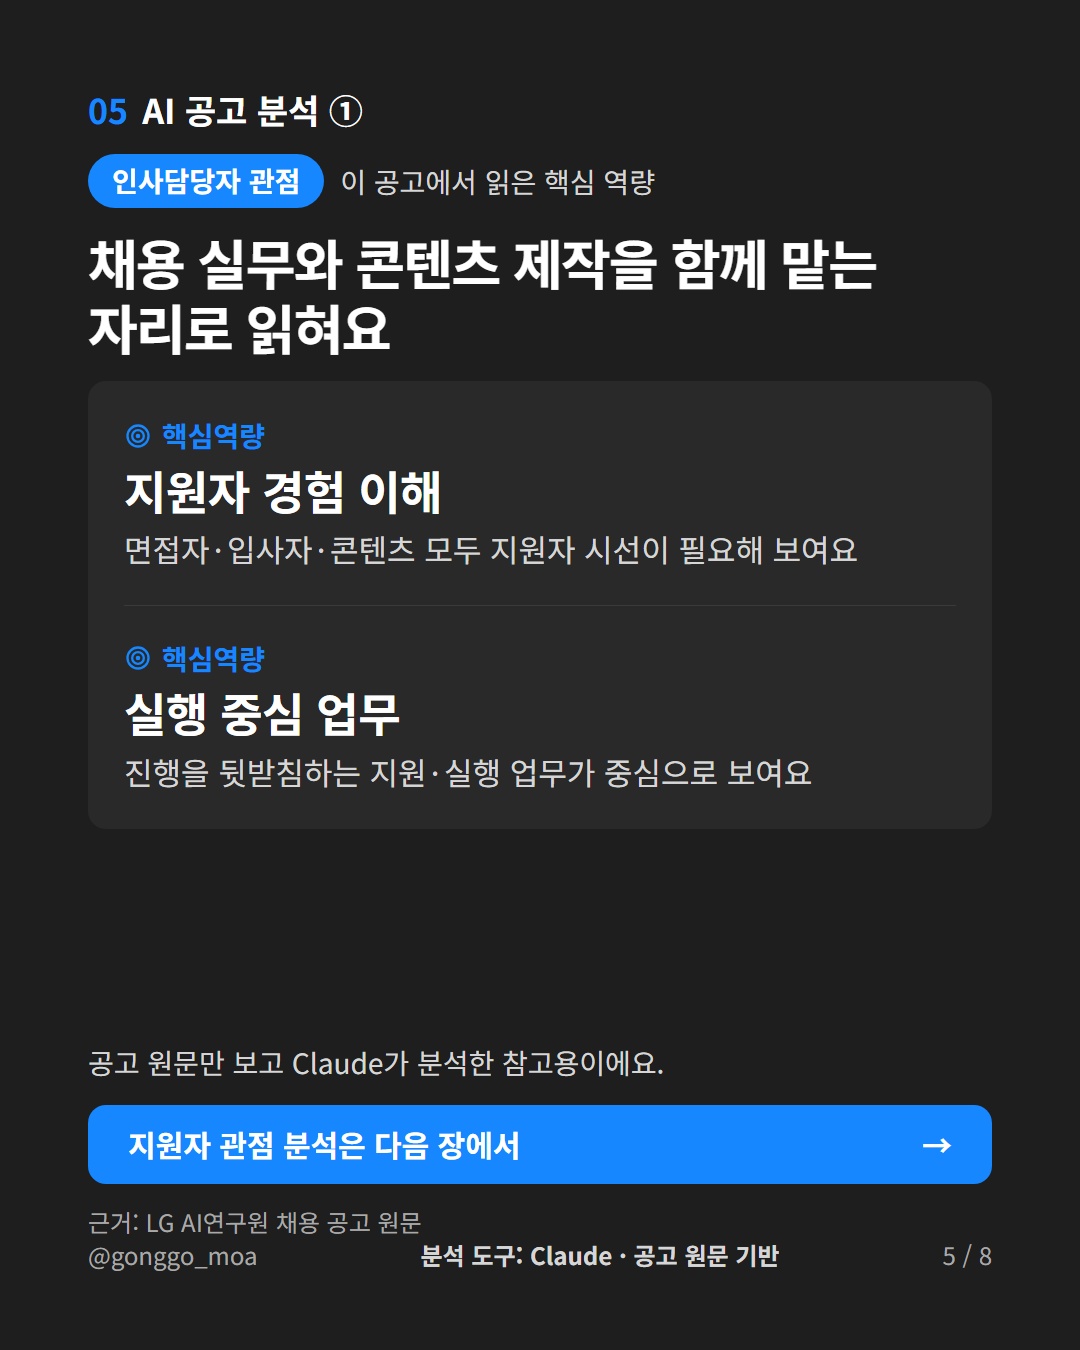 05 AI 공고 분석 ①
인사담당자 관점 이 공고에서 읽은 핵심 역량
채용 실무와 콘텐츠 제작을 함께 맡는
자리로 읽혀요
핵심역량
지원자 경험 이해
면접자·입사자·콘텐츠 모두 지원자 시선이 필요해 보여요
핵심역량
실행 중심 업무
진행을 뒷받침하는 지원·실행 업무가 중심으로 보여요
공고 원문만 보고 Claude가 분석한 참고용이에요.
지원자 관점 분석은 다음 장에서 →
근거: LG AI연구원 채용 공고 원문
@gonggo_moa 분석 도구: Claude · 공고 원문 기반 5 / 8